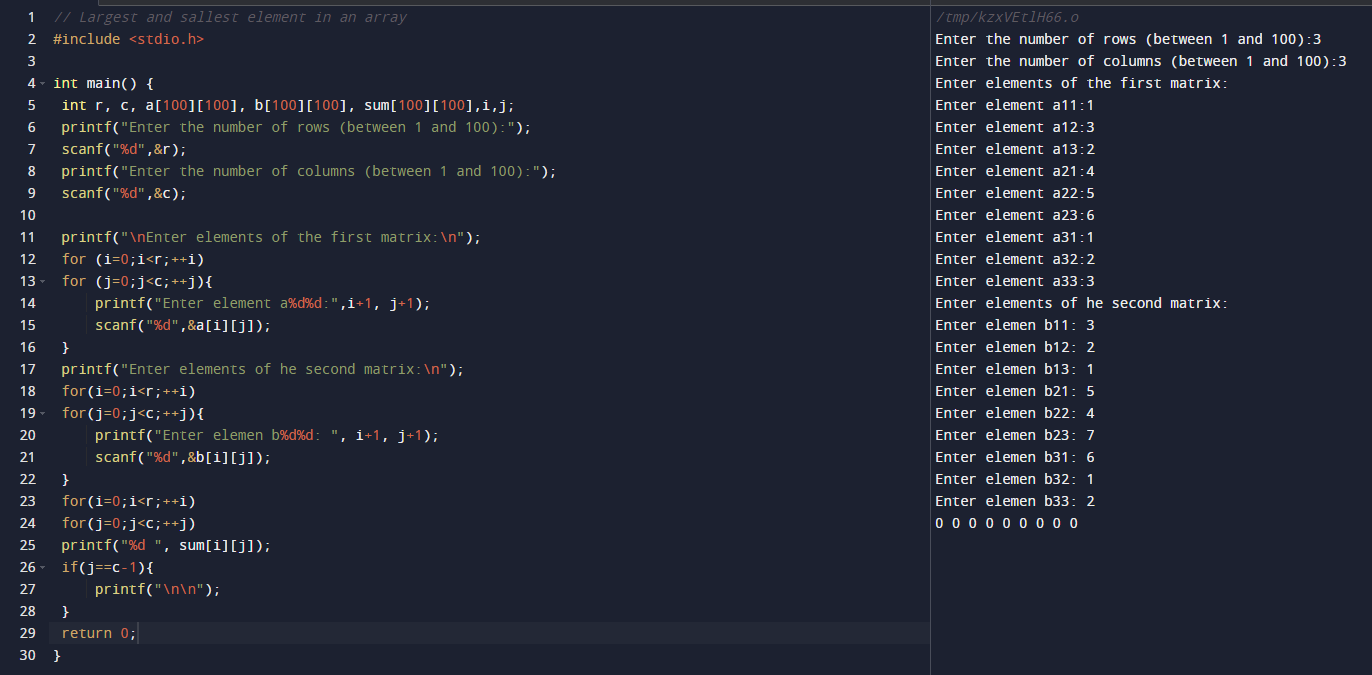 1 // Largest and sallest element in an array
2 #include <stdio.h>
3
4 int main() {
5 int r, c, a[100][100], b[100][100], sum[100][100],i,j;
6 printf("Enter the number of rows (between 1 and 100):");
7 scanf("%d",&r);
8 printf("Enter the number of columns (between 1 and 100):");
9 scanf("%d",&c);
10
11 printf("\nEnter elements of the first matrix:\n");
12 for (i=0;i<r;++i)
13 for (j=0;j<c;++j){
14 printf("Enter element a%d%d:",i+1, j+1);
15 scanf("%d",&a[i][j]);
16 }
17 printf("Enter elements of he second matrix:\n");
18 for(i=0;i<r;++i)
19 for(j=0;j<c;++j){
20 printf("Enter elemen b%d%d: ", i+1, j+1);
21 scanf("%d",&b[i][j]);
22 }
23 for(i=0;i<r;++i)
24 for(j=0;j<c;++j)
25 printf("%d ", sum[i][j]);
26 if(j==c-1){
27 printf("\n\n");
28 }
29 return 0;
30 }
/tmp/kzxVEtlH66.o
Enter the number of rows (between 1 and 100):3
Enter the number of columns (between 1 and 100):3
Enter elements of the first matrix:
Enter element a11:1
Enter element a12:3
Enter element a13:2
Enter element a21:4
Enter element a22:5
Enter element a23:6
Enter element a31:1
Enter element a32:2
Enter element a33:3
Enter elements of he second matrix:
Enter elemen b11: 3
Enter elemen b12: 2
Enter elemen b13: 1
Enter elemen b21: 5
Enter elemen b22: 4
Enter elemen b23: 7
Enter elemen b31: 6
Enter elemen b32: 1
Enter elemen b33: 2
0 0 0 0 0 0 0 0 0